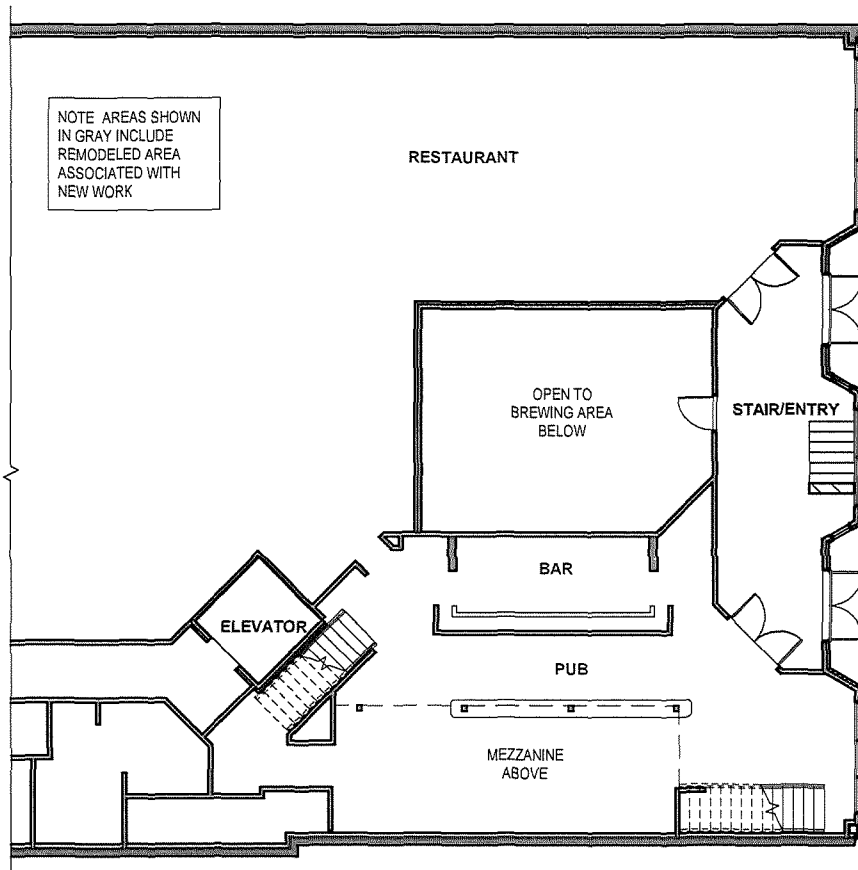 NOTE AREAS SHOWN
IN GRAY INCLUDE
REMODELED AREA
ASSOCIATED WITH
NEW WORK
RESTAURANT
OPEN TO
BREWING AREA
BELOW
STAIR/ENTRY
BAR
ELEVATOR
PUB
MEZZANINE
ABOVE